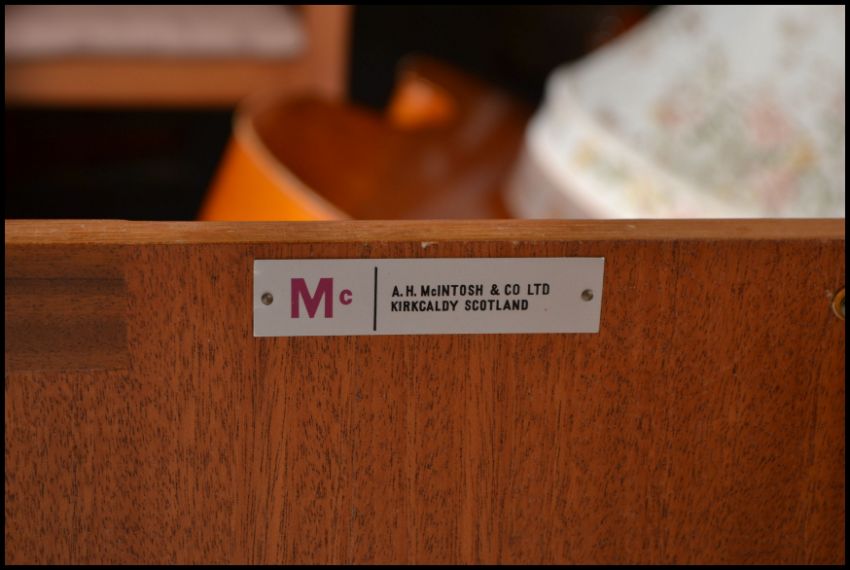 Mc
A.H. McINTOSH & CO LTD
KIRKCALDY SCOTLAND